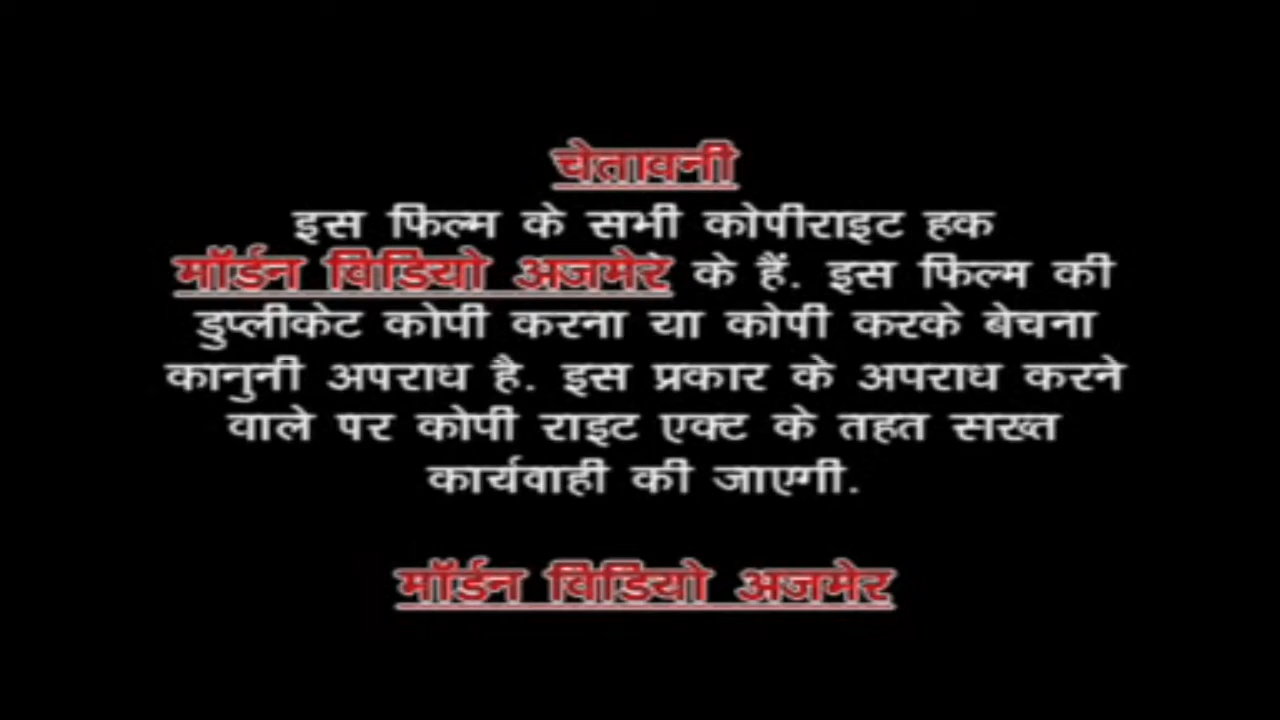 चेतावनी
इस फिल्म के सभी कोपीराइट हक
मॉर्डन विडियो अजमेर के हैं. इस फिल्म की
डुप्लीकेट कोपी करना या कोपी करके बेचना
कानुनी अपराध है. इस प्रकार के अपराध करने
वाले पर कोपी राइट एक्ट के तहत सख्त
कार्यवाही की जाएगी.
मॉर्डन विडियो अजमेर